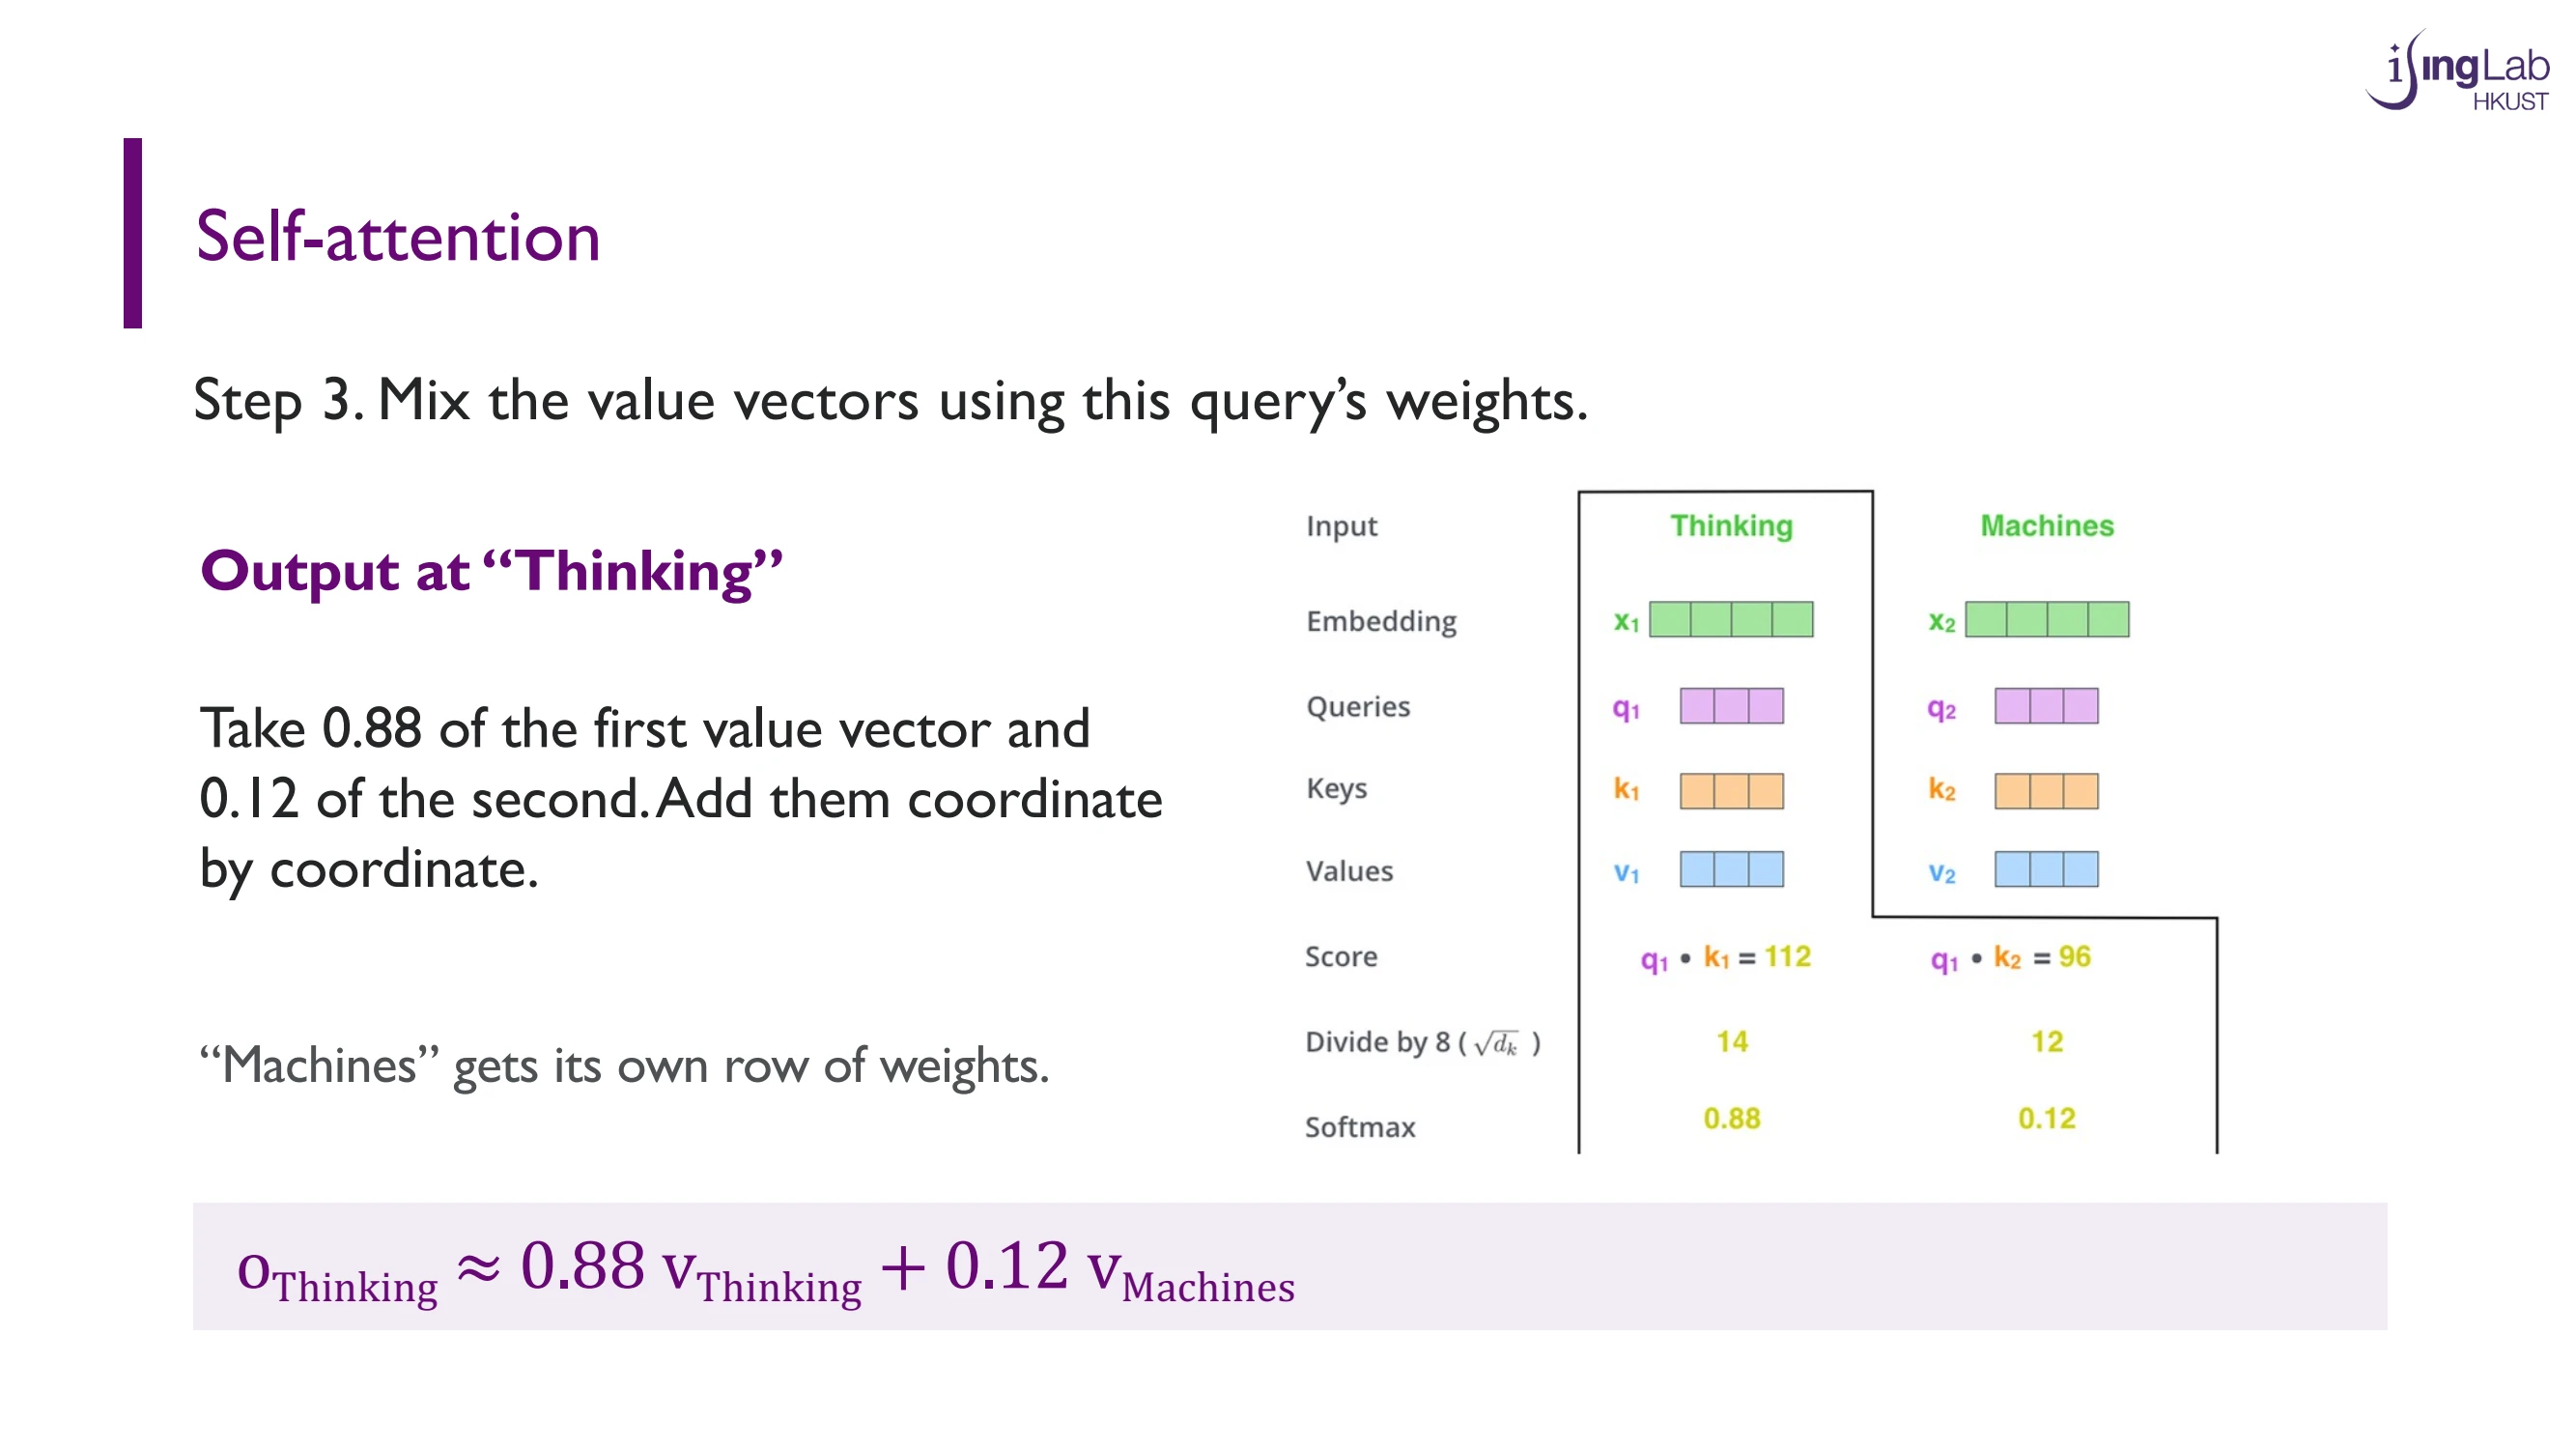 iSingLab
HKUST
Self-attention
Step 3. Mix the value vectors using this query’s weights.
Output at “Thinking”
Take 0.88 of the first value vector and
0.12 of the second. Add them coordinate
by coordinate.
“Machines” gets its own row of weights.
Input Thinking Machines
Embedding x₁ x₂
Queries q₁ q₂
Keys k₁ k₂
Values v₁ v₂
Score q₁ • k₁ = 112 q₁ • k₂ = 96
Divide by 8 ( √dₖ ) 14 12
Softmax 0.88 0.12
o_Thinking ≈ 0.88 v_Thinking + 0.12 v_Machines